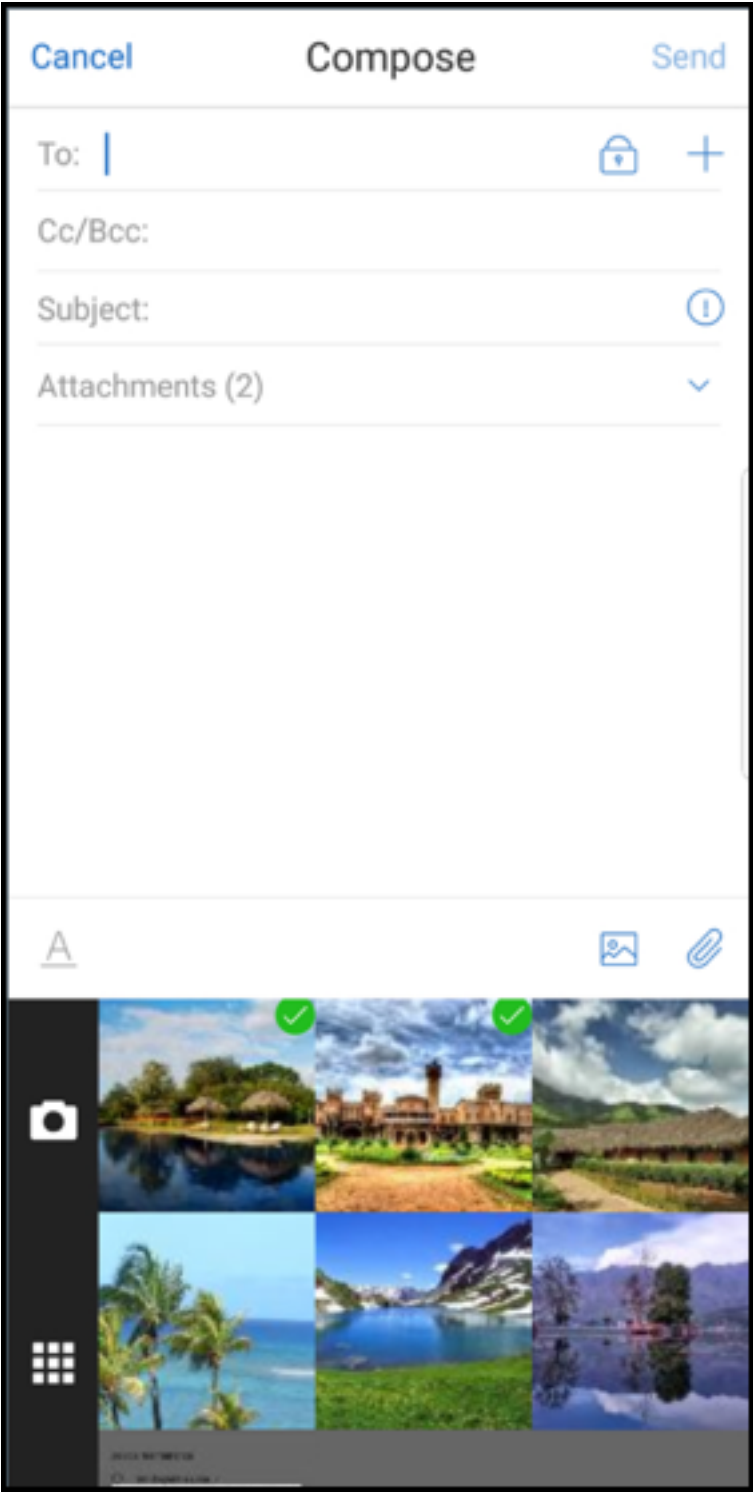 Cancel Compose Send
To:
Cc/Bcc:
Subject:
Attachments (2)
A